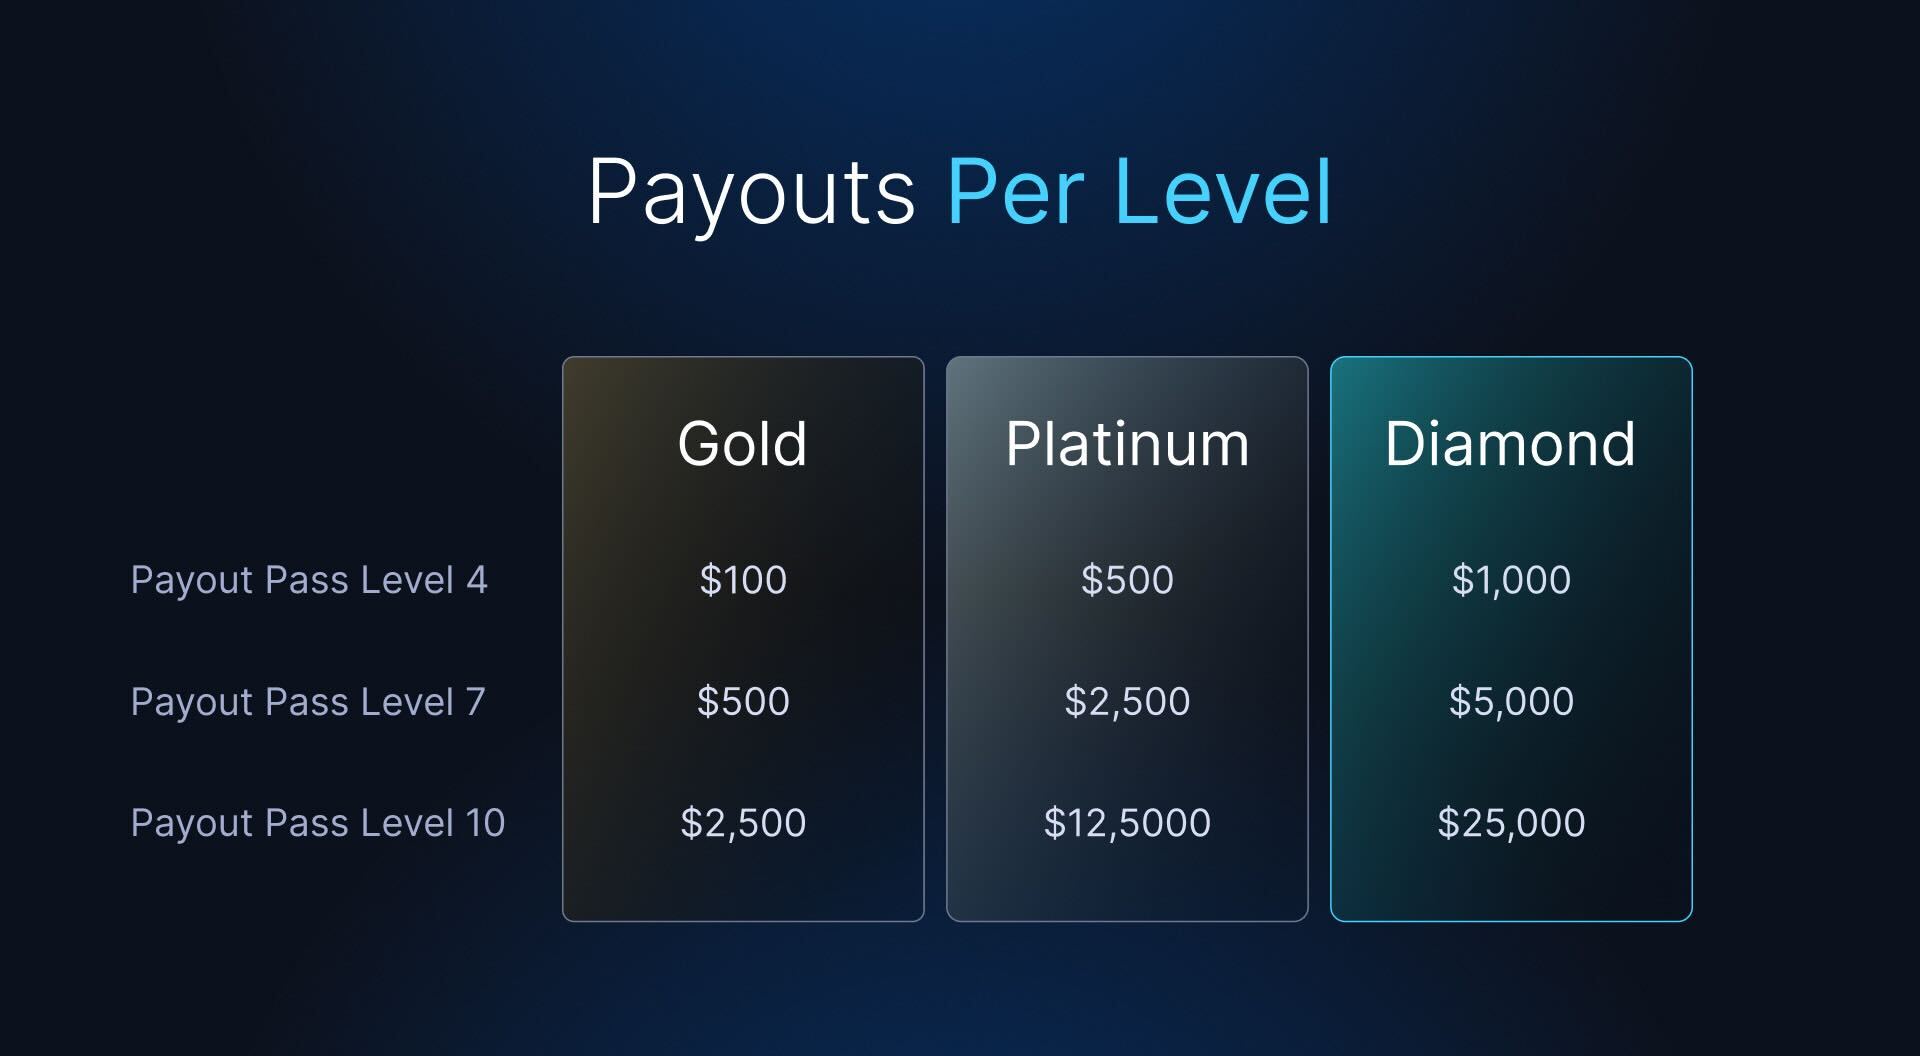 Payouts Per Level
Gold Platinum Diamond
Payout Pass Level 4 $100 $500 $1,000
Payout Pass Level 7 $500 $2,500 $5,000
Payout Pass Level 10 $2,500 $12,5000 $25,000